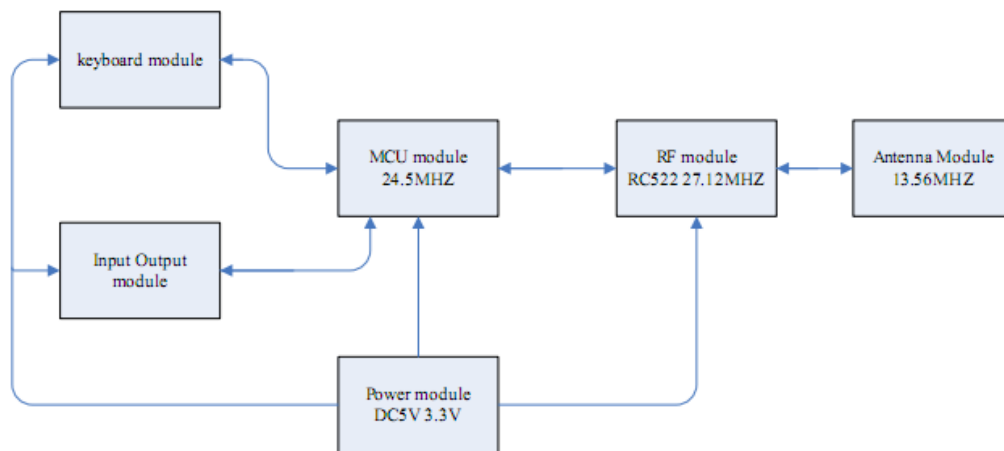 keyboard module
MCU module
24.5MHZ
RF module
RC522 27.12MHZ
Antenna Module
13.56MHZ
Input Output
module
Power module
DC5V 3.3V